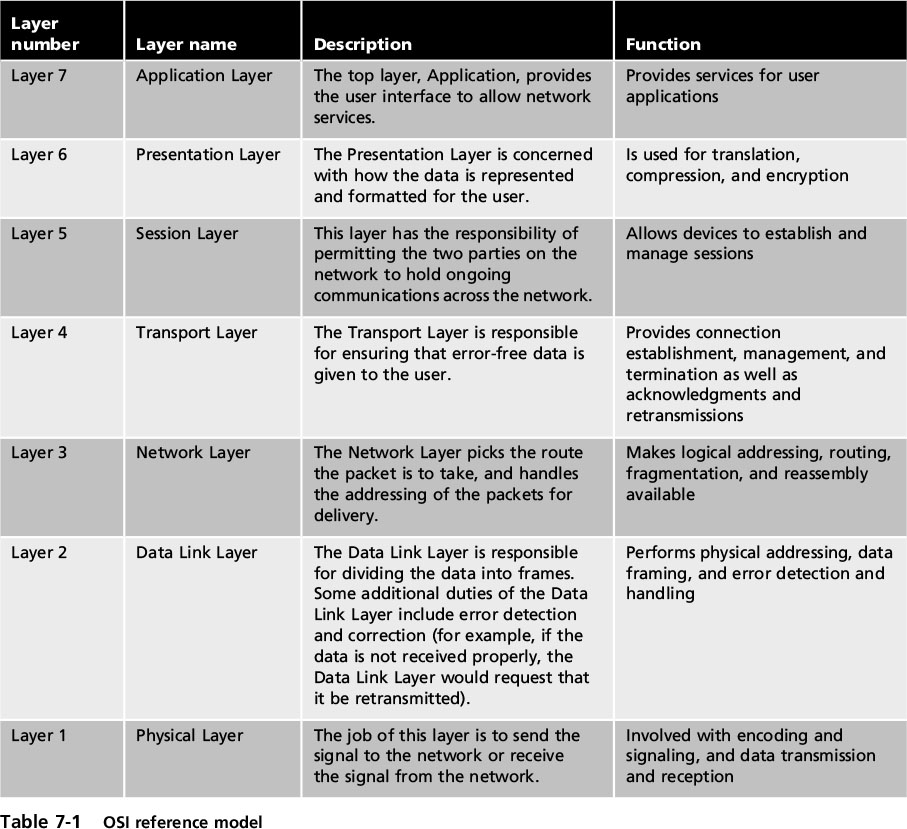 Layer number
Layer name
Description
Function
Layer 7
Application Layer
The top layer, Application, provides
the user interface to allow network
services.
Provides services for user
applications
Layer 6
Presentation Layer
The Presentation Layer is concerned
with how the data is represented
and formatted for the user.
Is used for translation,
compression, and encryption
Layer 5
Session Layer
This layer has the responsibility of
permitting the two parties on the
network to hold ongoing
communications across the network.
Allows devices to establish and
manage sessions
Layer 4
Transport Layer
The Transport Layer is responsible
for ensuring that error-free data is
given to the user.
Provides connection
establishment, management, and
termination as well as
acknowledgments and
retransmissions
Layer 3
Network Layer
The Network Layer picks the route
the packet is to take, and handles
the addressing of the packets for
delivery.
Makes logical addressing, routing,
fragmentation, and reassembly
available
Layer 2
Data Link Layer
The Data Link Layer is responsible
for dividing the data into frames.
Some additional duties of the Data
Link Layer include error detection
and correction (for example, if the
data is not received properly, the
Data Link Layer would request that
it be retransmitted).
Performs physical addressing, data
framing, and error detection and
handling
Layer 1
Physical Layer
The job of this layer is to send the
signal to the network or receive
the signal from the network.
Involved with encoding and
signaling, and data transmission
and reception
Table 7-1 OSI reference model